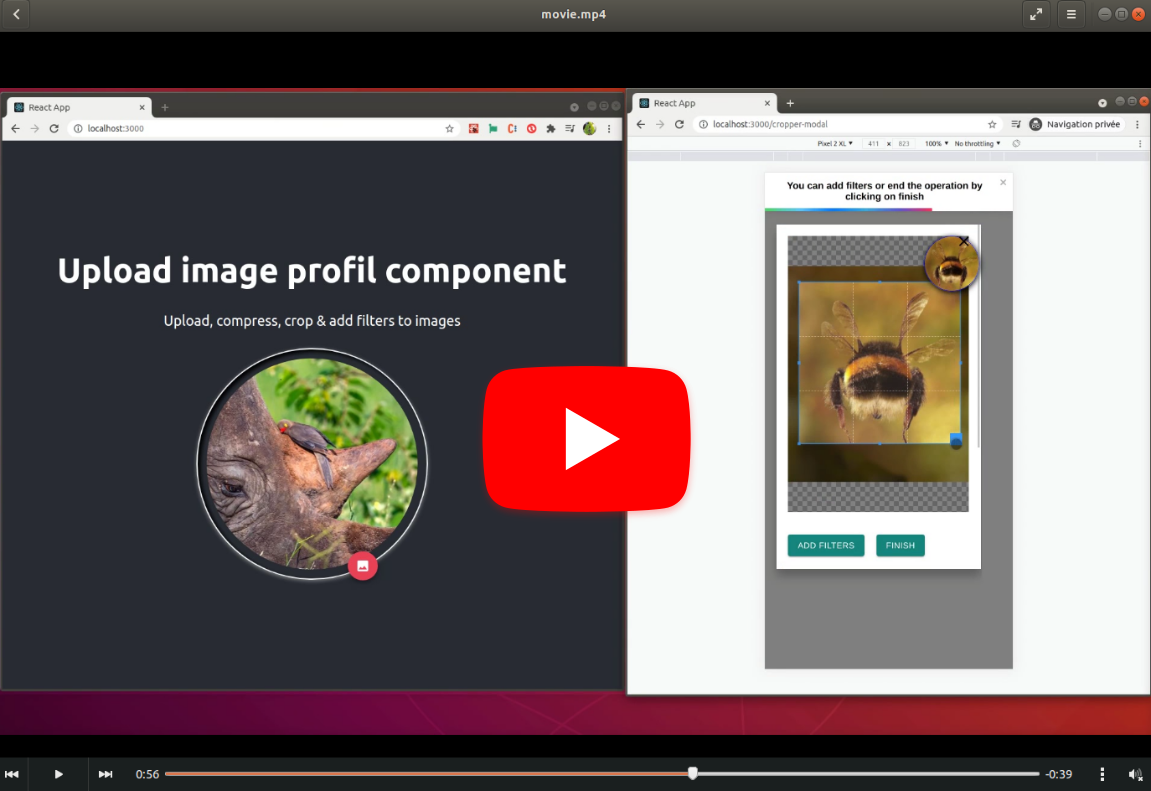 movie.mp4
React App
localhost:3000
Upload image profil component
Upload, compress, crop & add filters to images
React App
localhost:3000/cropper-modal
Navigation privée
Pixel 2 XL ▼ 411 × 823 100% ▼ No throttling ▼
You can add filters or end the operation by
clicking on finish
ADD FILTERS FINISH
0:56 -0:39